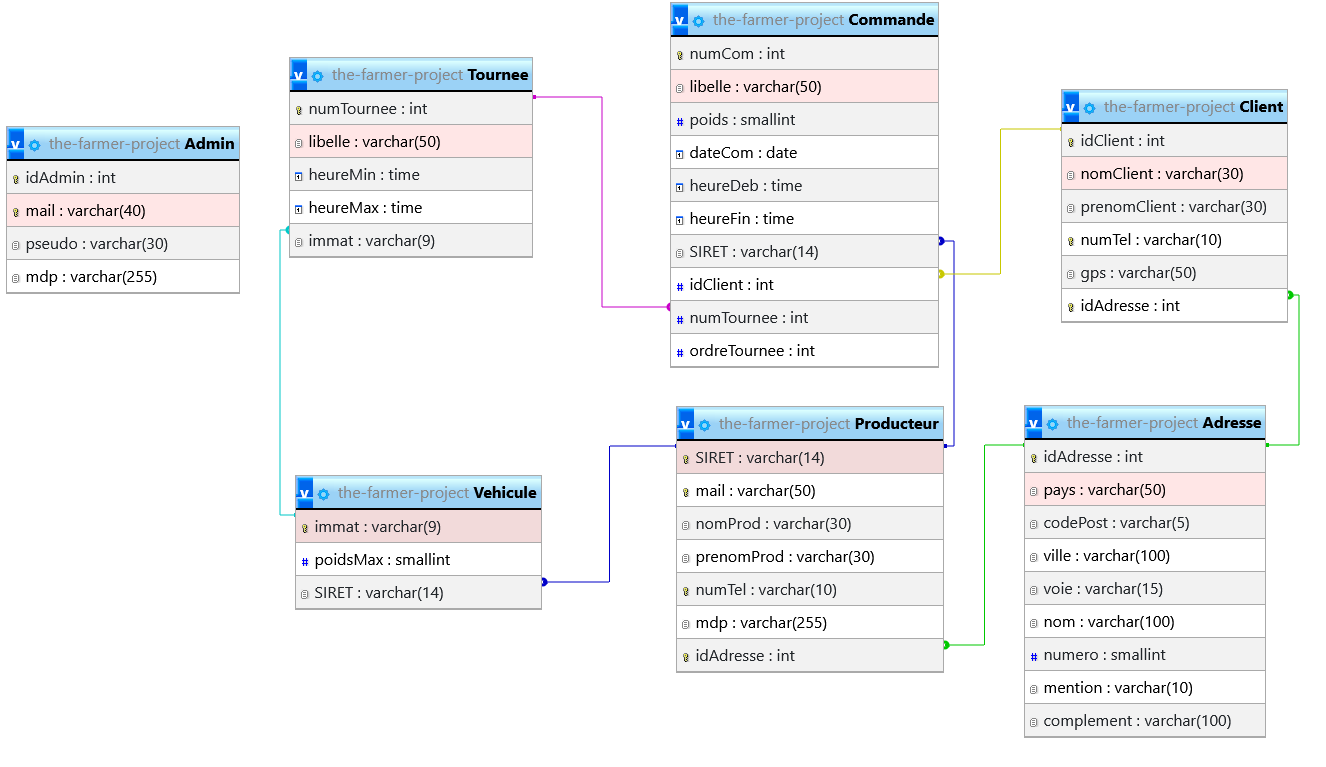 the-farmer-project Admin
idAdmin : int
mail : varchar(40)
pseudo : varchar(30)
mdp : varchar(255)
the-farmer-project Tournee
numTournee : int
libelle : varchar(50)
heureMin : time
heureMax : time
immat : varchar(9)
the-farmer-project Commande
numCom : int
libelle : varchar(50)
poids : smallint
dateCom : date
heureDeb : time
heureFin : time
SIRET : varchar(14)
idClient : int
numTournee : int
ordreTournee : int
the-farmer-project Client
idClient : int
nomClient : varchar(30)
prenomClient : varchar(30)
numTel : varchar(10)
gps : varchar(50)
idAdresse : int
the-farmer-project Vehicule
immat : varchar(9)
poidsMax : smallint
SIRET : varchar(14)
the-farmer-project Producteur
SIRET : varchar(14)
mail : varchar(50)
nomProd : varchar(30)
prenomProd : varchar(30)
numTel : varchar(10)
mdp : varchar(255)
idAdresse : int
the-farmer-project Adresse
idAdresse : int
pays : varchar(50)
codePost : varchar(5)
ville : varchar(100)
voie : varchar(15)
nom : varchar(100)
numero : smallint
mention : varchar(10)
complement : varchar(100)